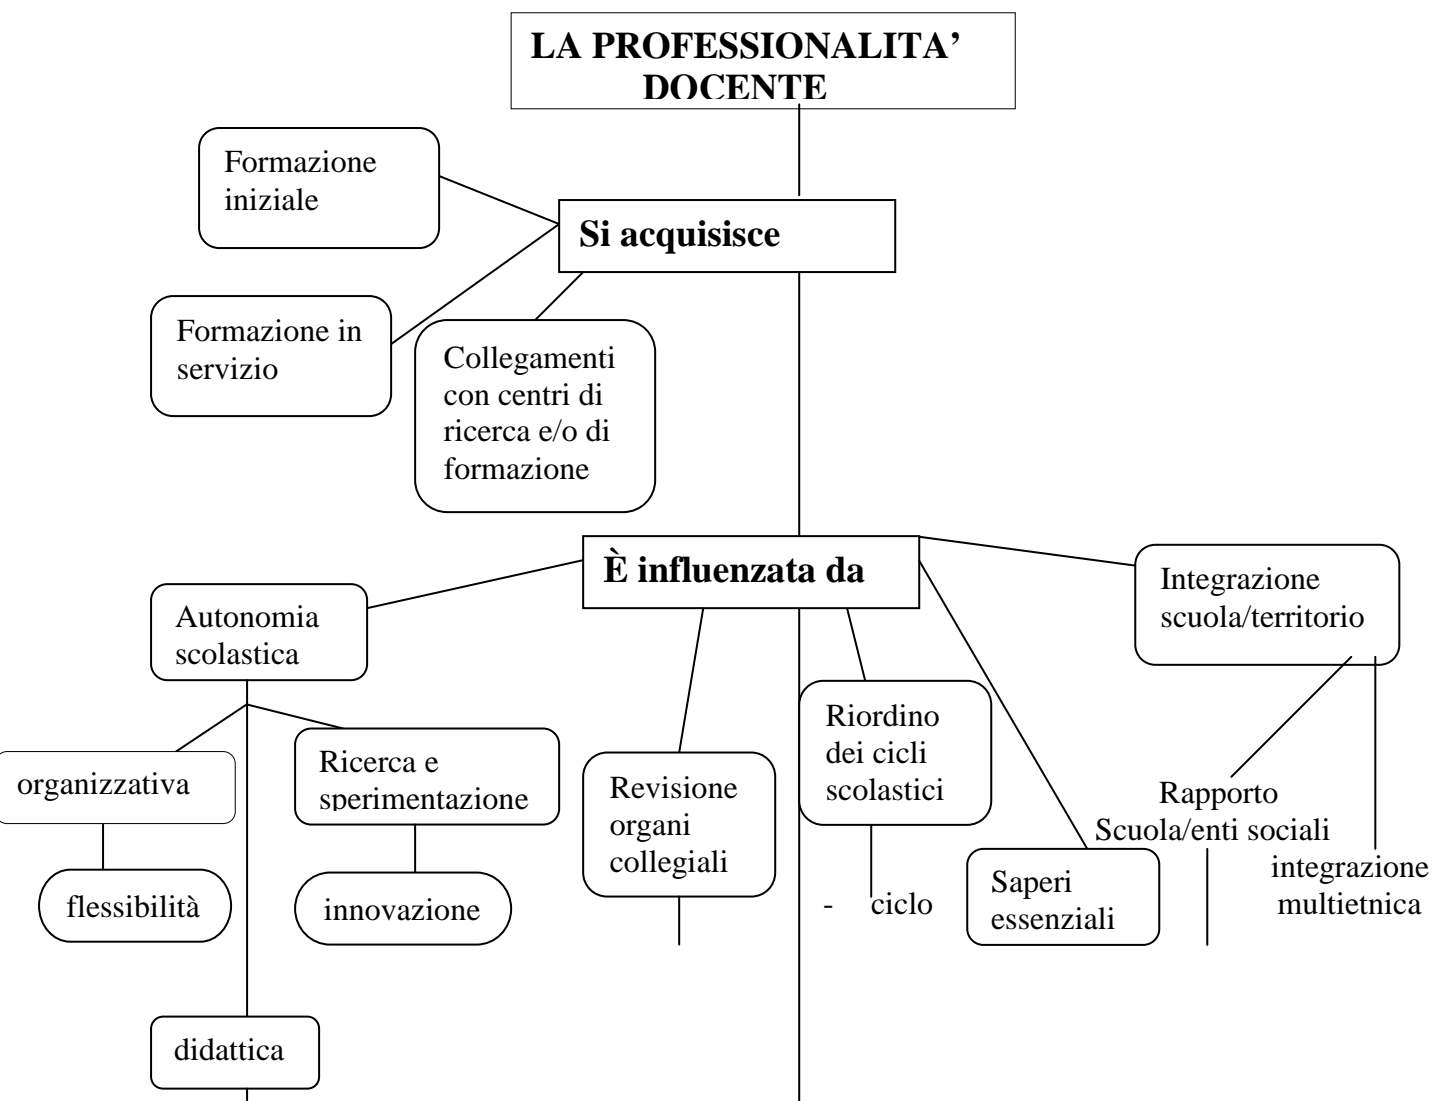 LA PROFESSIONALITA’
DOCENTE
Formazione
iniziale
Si acquisisce
Formazione in
servizio
Collegamenti
con centri di
ricerca e/o di
formazione
È influenzata da
Autonomia
scolastica
Integrazione
scuola/territorio
organizzativa
Ricerca e
sperimentazione
Revisione
organi
collegiali
Riordino
dei cicli
scolastici
Rapporto
Scuola/enti sociali
integrazione
multietnica
flessibilità
innovazione
- ciclo
Saperi
essenziali
didattica